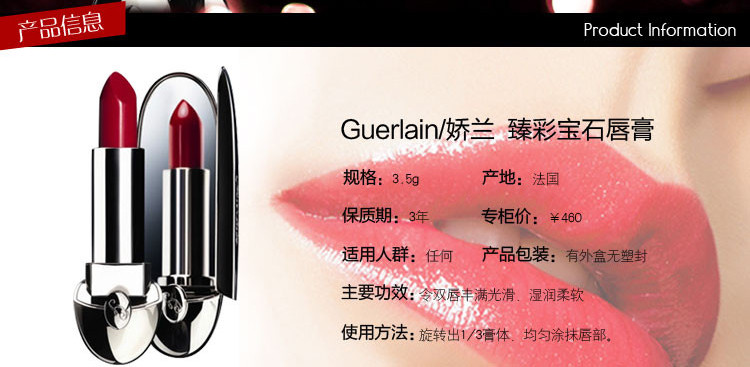 产品信息
Product Information
Guerlain/娇兰 臻彩宝石唇膏
规格：3.5g 产地：法国
保质期：3年 专柜价：￥460
适用人群：任何 产品包装：有外盒无塑封
主要功效：令双唇丰满光滑、湿润柔软
使用方法：旋转出1/3膏体、均匀涂抹唇部。